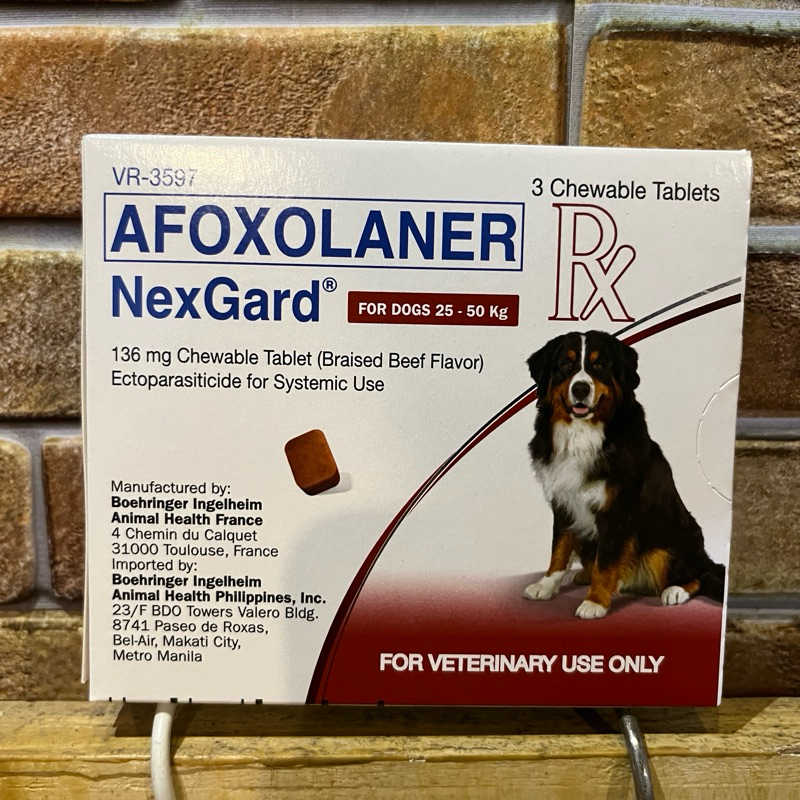 VR-3597
3 Chewable Tablets
AFOXOLANER
Rx
NexGard®
FOR DOGS 25 - 50 Kg
136 mg Chewable Tablet (Braised Beef Flavor)
Ectoparasiticide for Systemic Use
Manufactured by:
Boehringer Ingelheim
Animal Health France
4 Chemin du Calquet
31000 Toulouse, France
Imported by:
Boehringer Ingelheim
Animal Health Philippines, Inc.
23/F BDO Towers Valero Bldg.
8741 Paseo de Roxas,
Bel-Air, Makati City,
Metro Manila
FOR VETERINARY USE ONLY